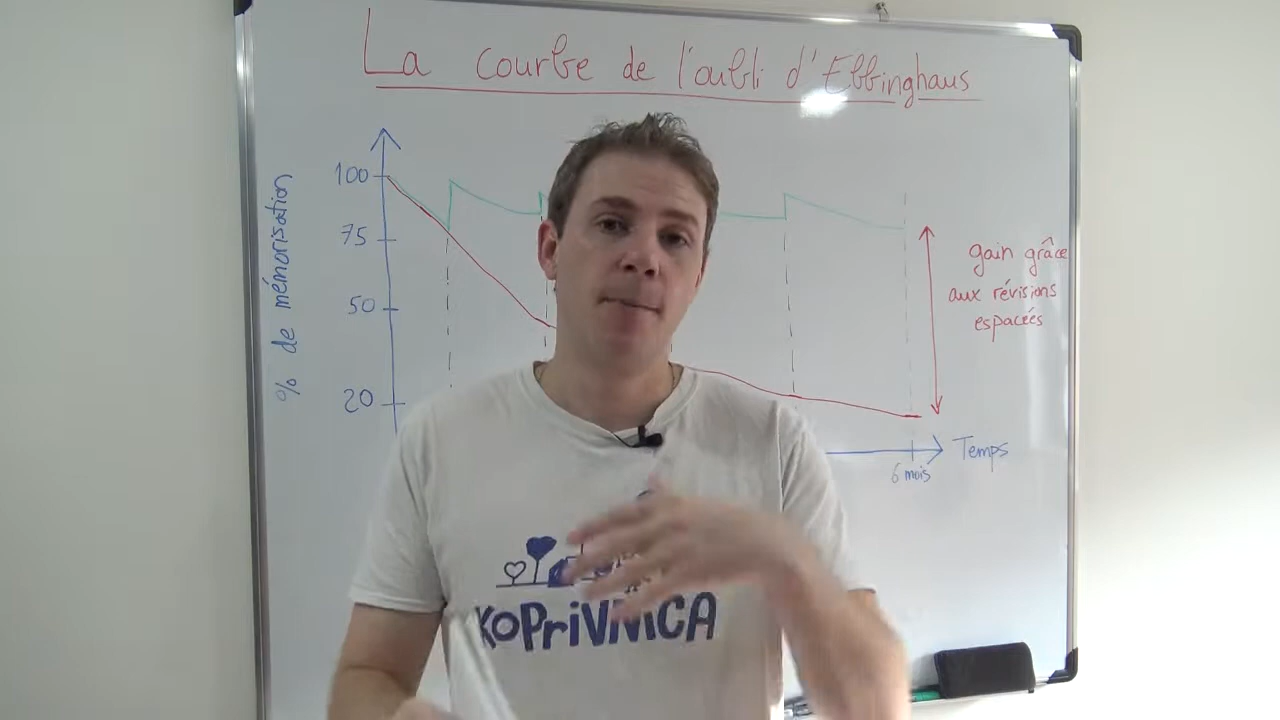 La courbe de l'oubli d'Ebbinghaus
% de mémorisation
100
75
50
20
gain grâce
aux révisions
espacées
Temps
6 mois
KOPRiVNiCA